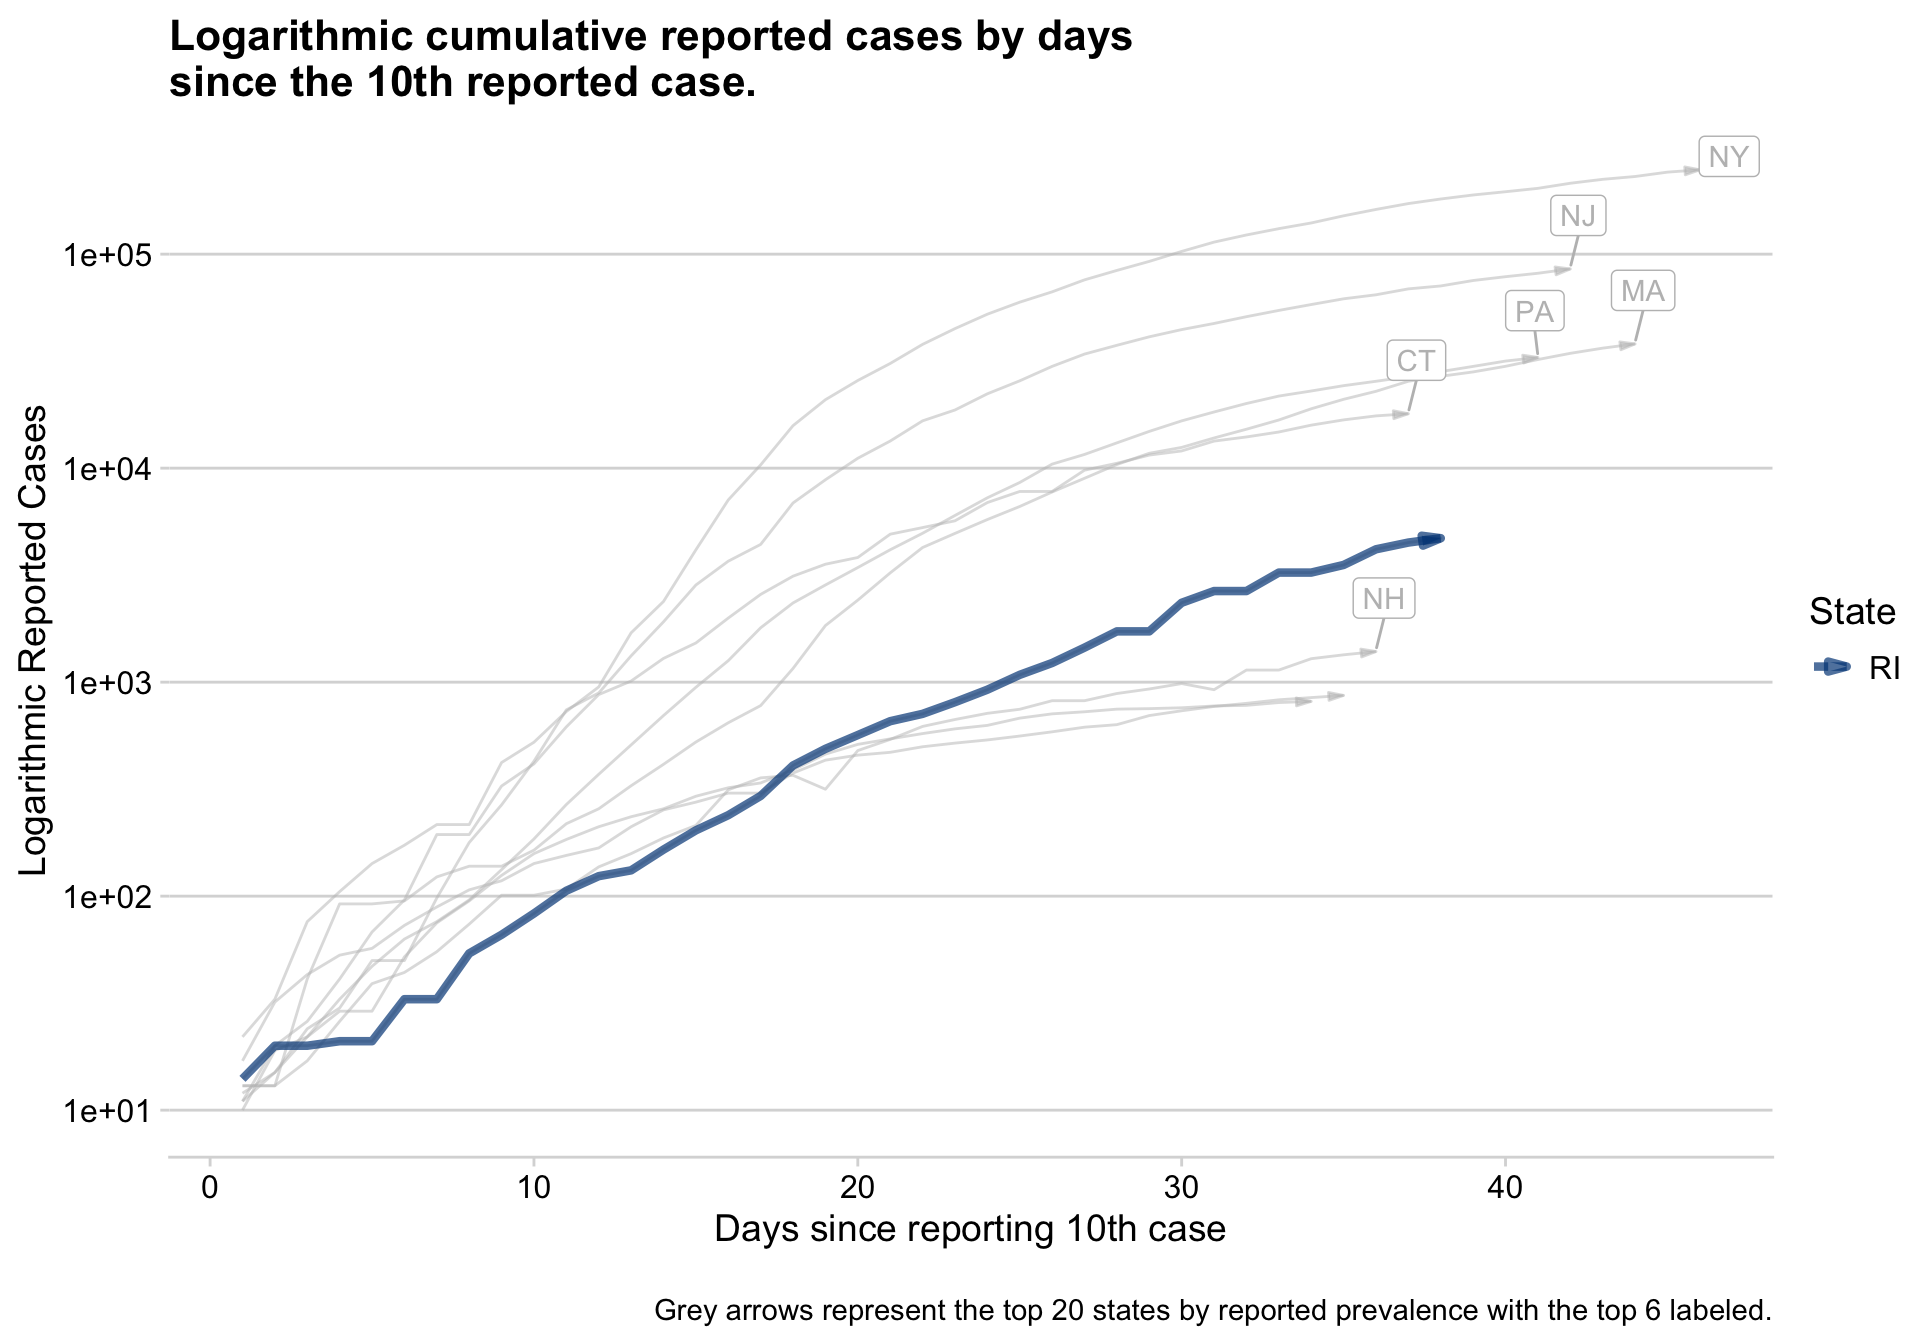 Logarithmic cumulative reported cases by days
since the 10th reported case.
NY
NJ
MA
PA
CT
NH
1e+05
1e+04
1e+03
1e+02
1e+01
Logarithmic Reported Cases
0 10 20 30 40
Days since reporting 10th case
State
RI
Grey arrows represent the top 20 states by reported prevalence with the top 6 labeled.